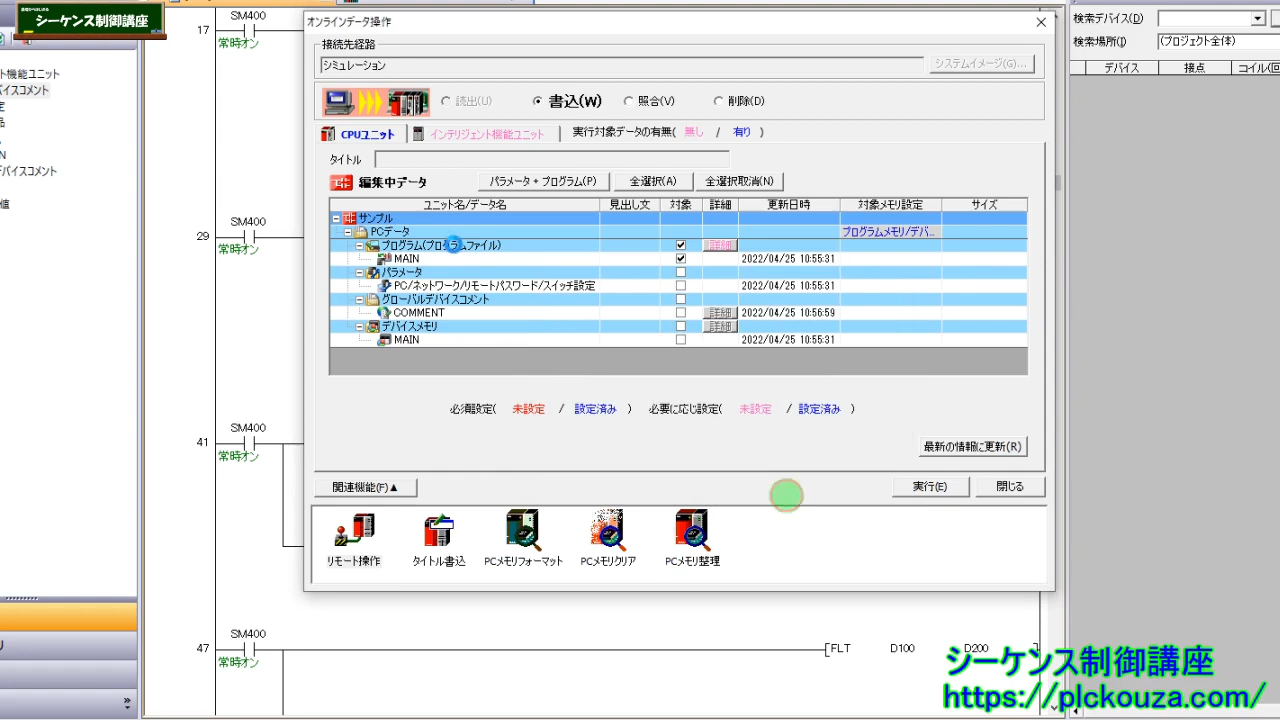 シーケンス制御講座
ト機能ユニット
バイスコメント
定
品
N
デバイスコメント
値
リ
17
SM400
常時オン
29
SM400
常時オン
41
SM400
常時オン
47
SM400
常時オン
FLT D100 D200
オンラインデータ操作
接続先経路
シミュレーション
システムイメージ(G)...
読出(U)
書込(W)
照合(V)
削除(D)
CPUユニット
インテリジェント機能ユニット
実行対象データの有無( 無し / 有り )
タイトル
編集中データ
パラメータ + プログラム(P)
全選択(A)
全選択取消(N)
ユニット名/データ名 見出し文 対象 詳細 更新日時 対象メモリ設定 サイズ
サンプル
PCデータ プログラムメモリ/デバ...
プログラム(プログラムファイル) 詳細
MAIN 2022/04/25 10:55:31
パラメータ
PC/ネットワーク/リモートパスワード/スイッチ設定 2022/04/25 10:55:31
グローバルデバイスコメント
COMMENT 詳細 2022/04/25 10:56:59
デバイスメモリ 詳細
MAIN 2022/04/25 10:55:31
必須設定( 未設定 / 設定済み ) 必要に応じ設定( 未設定 / 設定済み )
最新の情報に更新(R)
関連機能(F)▲
実行(E)
閉じる
リモート操作
タイトル書込
PCメモリフォーマット
PCメモリクリア
PCメモリ整理
検索デバイス(D)
検索場所(I)
(プロジェクト全体)
デバイス 接点 コイル(回
シーケンス制御講座
https://plckouza.com/